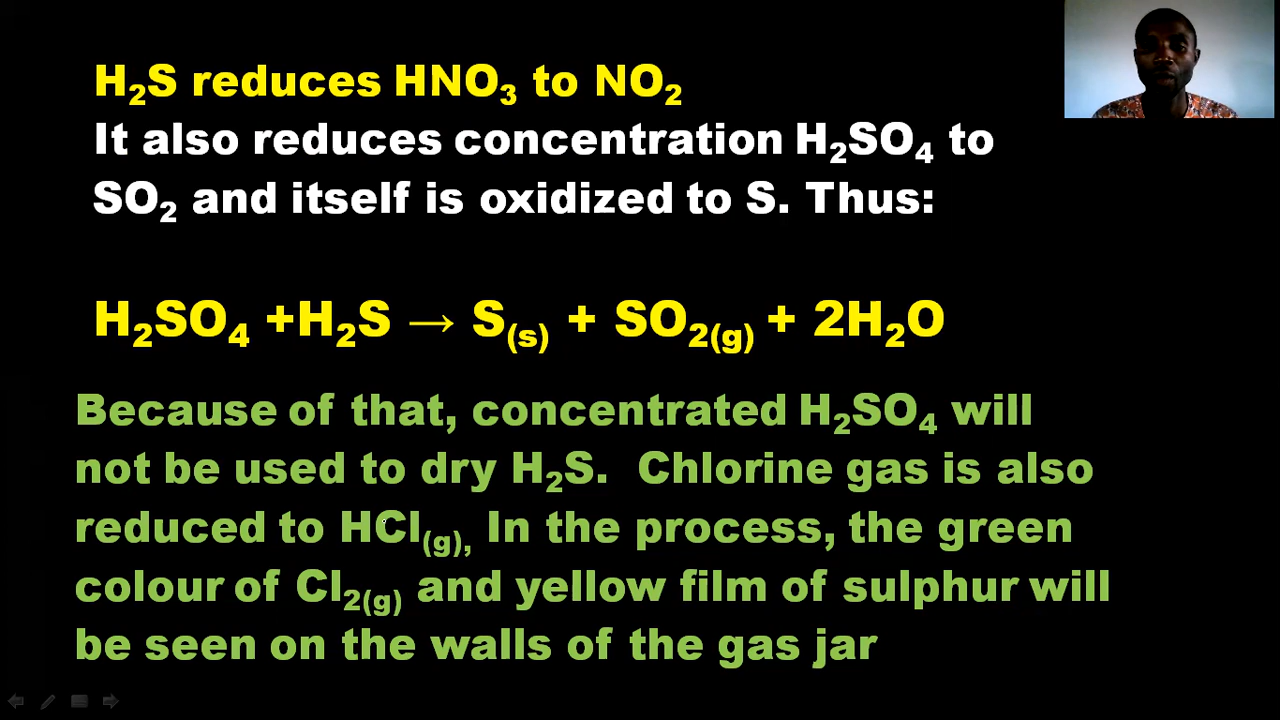 H₂S reduces HNO₃ to NO₂
It also reduces concentration H₂SO₄ to
SO₂ and itself is oxidized to S. Thus:
H₂SO₄ +H₂S → S(s) + SO₂(g) + 2H₂O
Because of that, concentrated H₂SO₄ will
not be used to dry H₂S. Chlorine gas is also
reduced to HCl(g), In the process, the green
colour of Cl₂(g) and yellow film of sulphur will
be seen on the walls of the gas jar